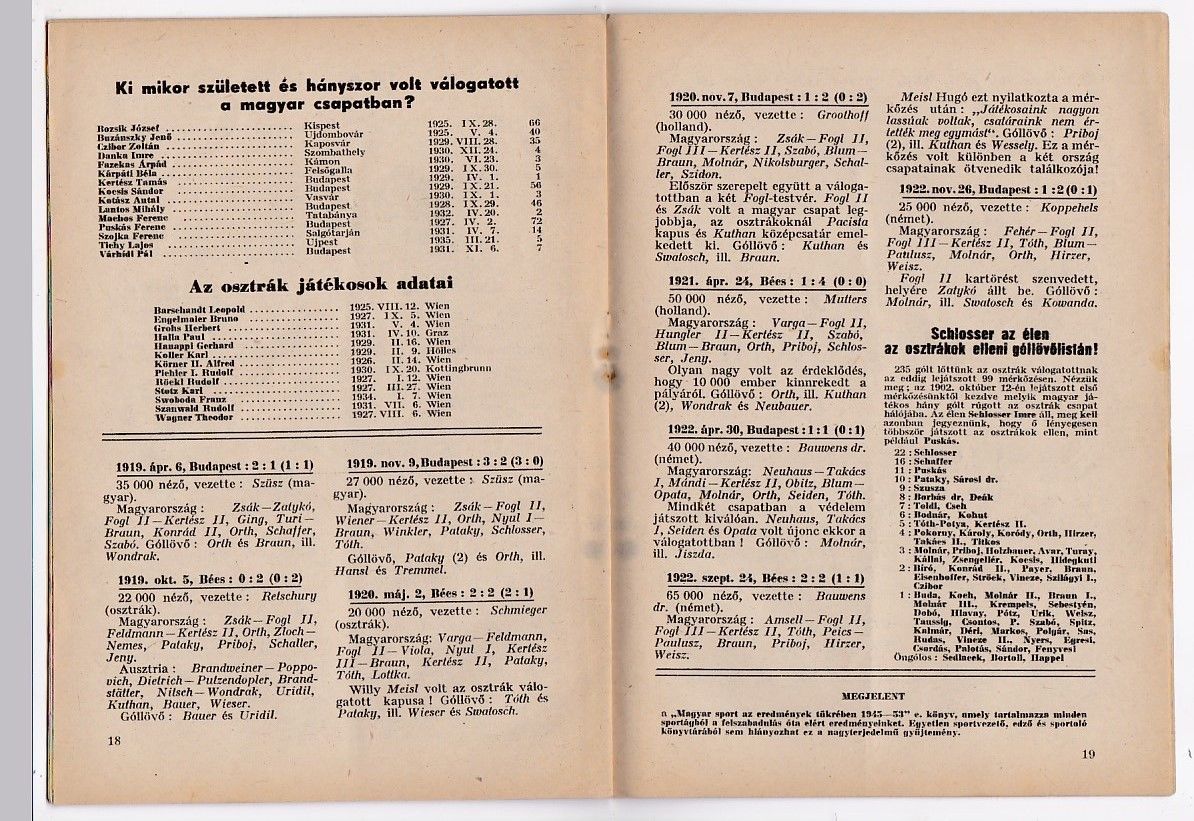 Ki mikor született és hányszor volt válogatott
a magyar csapatban?
Bozsik József Kispest 1925. IX. 28. 66
Buzánszky Jenő Ujdombovár 1925. V. 4. 40
Czibor Zoltán Kaposvár 1929. VIII. 28. 35
Danka Imre Szombathely 1930. XII. 24. 4
Fazekas Árpád Kámon 1930. VI. 23. 3
Kárpáti Béla Felsőgalla 1929. IX. 30. 5
Kertész Tamás Budapest 1929. IV. 1. 1
Kocsis Sándor Budapest 1929. IX. 21. 56
Kotász Antal Vasvár 1930. IX. 1. 3
Lantos Mihály Budapest 1928. IX. 29. 46
Machos Ferenc Tatabánya 1932. IV. 20. 2
Puskás Ferenc Budapest 1927. IV. 2. 72
Szojka Ferenc Salgótarján 1931. IV. 7. 14
Tichy Lajos Ujpest 1935. III. 21. 5
Várhidi Pál Budapest 1931. XI. 6. 7
Az osztrák játékosok adatai
Barschandt Leopold 1925. VIII. 12. Wien
Engelmaier Bruno 1927. IX. 5. Wien
Grohs Herbert 1931. V. 4. Wien
Halla Paul 1931. IV. 10. Graz
Hanappi Gerhard 1929. II. 16. Wien
Koller Karl 1929. II. 9. Hölles
Körner II. Alfred 1926. II. 14. Wien
Pichler I. Rudolf 1930. IX. 20. Kottingbrunn
Röckl Rudolf 1927. I. 12. Wien
Stotz Karl 1927. III. 27. Wien
Swoboda Franz 1934. I. 7. Wien
Szanwald Rudolf 1931. VII. 6. Wien
Wagner Theodor 1927. VIII. 6. Wien
1919. ápr. 6, Budapest : 2 : 1 (1 : 1)
35 000 néző, vezette : Szüsz (ma-
gyar).
Magyarország : Zsák—Zatykó,
Fogl II—Kertész II, Ging, Turi—
Braun, Konrád II, Orth, Schaffer,
Szabó. Góllövő : Orth és Braun, ill.
Wondrak.
1919. okt. 5, Bécs : 0 : 2 (0 : 2)
22 000 néző, vezette : Retschury
(osztrák).
Magyarország : Zsák—Fogl II,
Feldmann—Kertész II, Orth, Zloch—
Nemes, Pataky, Priboj, Schaller,
Jeny.
Ausztria : Brandweiner—Poppo-
vich, Dietrich—Putzendopler, Brand-
stätter, Nitsch—Wondrak, Uridil,
Kuthan, Bauer, Wieser.
Góllövő : Bauer és Uridil.
18
1919. nov. 9, Budapest : 3 : 2 (3 : 0)
27 000 néző, vezette : Szüsz (ma-
gyar).
Magyarország : Zsák—Fogl II,
Wiener—Kertész II, Orth, Nyul I—
Braun, Winkler, Pataky, Schlosser,
Tóth.
Góllövő, Pataky (2) és Orth, ill.
Hansl és Tremmel.
1920. máj. 2, Bécs : 2 : 2 (2 : 1)
20 000 néző, vezette : Schmieger
(osztrák).
Magyarország: Varga—Feldmann,
Fogl II—Viola, Nyul I, Kertész
III—Braun, Kertész II, Pataky,
Tóth, Lottka.
Willy Meisl volt az osztrák válo-
gatott kapusa ! Góllövő : Tóth és
Pataky, ill. Wieser és Swatosch.
1920. nov. 7, Budapest : 1 : 2 (0 : 2)
30 000 néző, vezette : Groothoff
(holland).
Magyarország : Zsák—Fogl II,
Fogl III—Kertész II, Szabó, Blum—
Braun, Molnár, Nikolsburger, Schal-
ler, Szidon.
Először szerepelt együtt a váloga-
tottban a két Fogl-testvér. Fogl II
és Zsák volt a magyar csapat leg-
jobbja, az osztrákoknál Pacista
kapus és Kuthan középcsatár emel-
kedett ki. Góllövő : Kuthan és
Swatosch, ill. Braun.
1921. ápr. 24, Bécs : 1 : 4 (0 : 0)
50 000 néző, vezette : Mutters
(holland).
Magyarország : Varga—Fogl II,
Hungler II—Kertész II, Szabó,
Blum—Braun, Orth, Priboj, Schlos-
ser, Jeny.
Olyan nagy volt az érdeklődés,
hogy 10 000 ember kinnrekedt a
pályáról. Góllövő : Orth, ill. Kuthan
(2), Wondrak és Neubauer.
1922. ápr. 30, Budapest : 1:1 (0:1)
40 000 néző, vezette : Bauwens dr.
(német).
Magyarország: Neuhaus—Takács
I, Mándi—Kertész II, Obitz, Blum—
Opata, Molnár, Orth, Seiden, Tóth.
Mindkét csapatban a védelem
játszott kiválóan. Neuhaus, Takács
I, Seiden és Opata volt újonc ekkor a
válogatottban ! Góllövő : Molnár,
ill. Jiszda.
1922. szept. 24, Bécs : 2 : 2 (1 : 1)
65 000 néző, vezette : Bauwens
dr. (német).
Magyarország : Amsell—Fogl II,
Fogl III—Kertész II, Tóth, Peics—
Paulusz, Braun, Priboj, Hirzer,
Weisz.
Meisl Hugó ezt nyilatkozta a mér-
kőzés után : „Játékosaink nagyon
lassúak voltak, csatáraink nem ér-
tették meg egymást". Góllövő : Priboj
(2), ill. Kuthan és Wessely. Ez a mér-
kőzés volt különben a két ország
csapatainak ötvenedik találkozója!
1922. nov. 26, Budapest : 1 : 2 (0 : 1)
25 000 néző, vezette : Koppehels
(német).
Magyarország : Fehér—Fogl II,
Fogl III—Kertész II, Tóth, Blum—
Paulusz, Molnár, Orth, Hirzer,
Weisz.
Fogl II kartörést szenvedett,
helyére Zatykó állt be. Góllövő :
Molnár, ill. Swatosch és Kowanda.
Schlosser az élen
az osztrákok elleni góllövőlistán!
235 gólt lőttünk az osztrák válogatottnak
az eddig lejátszott 99 mérkőzésen. Nézzük
meg ; az 1902. október 12-én lejátszott első
mérkőzésünktől kezdve melyik magyar já-
tékos hány gólt rúgott az osztrák csapat
hálójába. Az élen Schlosser Imre áll, meg kell
azonban jegyeznünk, hogy ő lényegesen
többször játszott az osztrákok ellen, mint
például Puskás.
22 : Schlosser
16 : Schaffer
11 : Puskás
10 : Pataky, Sárosi dr.
9 : Szusza
8 : Borbás dr, Deák
7 : Toldi, Cseh
6 : Bodnár, Kohut
5 : Tóth-Potya, Kertész II.
4 : Pokorny, Károly, Koródy, Orth, Hirzer,
Takács II., Titkos
3 : Molnár, Priboj, Holzbauer, Avar, Turay,
Kállai, Zsengellér, Kocsis, Hidegkuti
2 : Biró, Konrád II., Payer, Braun,
Eisenhoffer, Ströck, Vincze, Szilágyi I.,
Czibor
1 : Buda, Koch, Molnár II., Braun I.,
Molnár III., Krempels, Sebestyén,
Dobó, Hlavay, Pótz, Urik, Weisz,
Taussig, Csontos, P. Szabó, Spitz,
Kalmár, Déri, Markos, Polgár, Sas,
Rudas, Vincze II., Nyers, Egresi,
Csordás, Palotás, Sándor, Fenyvesi
Öngólos : Sedlacek, Bortoli, Happel
MEGJELENT
a „Magyar sport az eredmények tükrében 1945—53" c. könyv, amely tartalmazza minden
sportágból a felszabadulás óta elért eredményeinket. Egyetlen sportvezető, edző és sportoló
könyvtárából sem hiányozhat ez a nagyterjedelmű gyűjtemény.
19